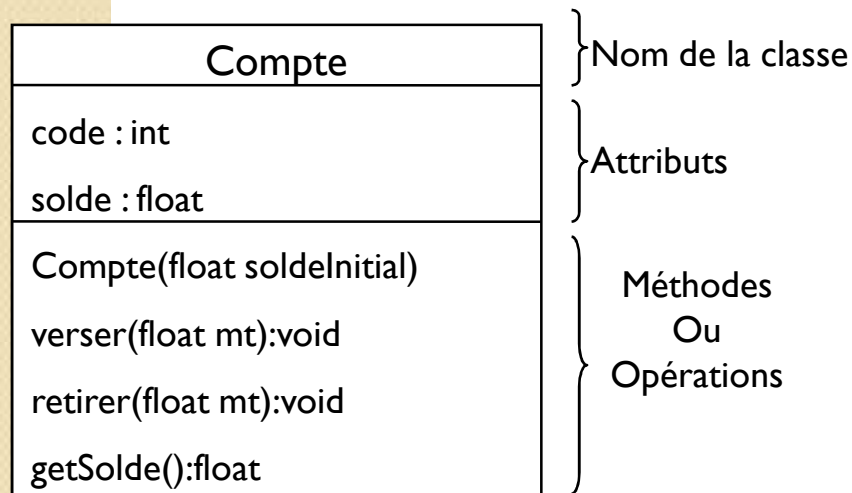 Compte
Nom de la classe
code : int
solde : float
Attributs
Compte(float soldeInitial)
verser(float mt):void
retirer(float mt):void
getSolde():float
Méthodes
Ou
Opérations